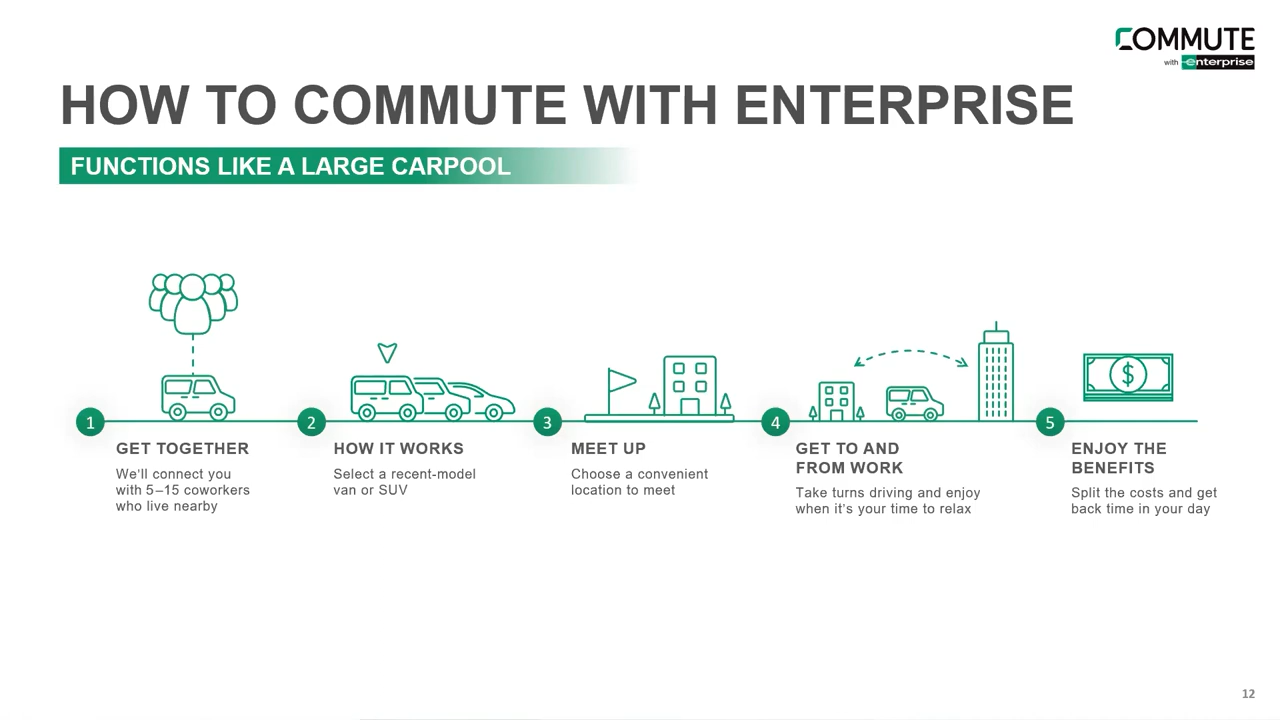 COMMUTE
with enterprise
HOW TO COMMUTE WITH ENTERPRISE
FUNCTIONS LIKE A LARGE CARPOOL
$
1
GET TOGETHER
We'll connect you
with 5–15 coworkers
who live nearby
2
HOW IT WORKS
Select a recent-model
van or SUV
3
MEET UP
Choose a convenient
location to meet
4
GET TO AND
FROM WORK
Take turns driving and enjoy
when it's your time to relax
5
ENJOY THE
BENEFITS
Split the costs and get
back time in your day
12